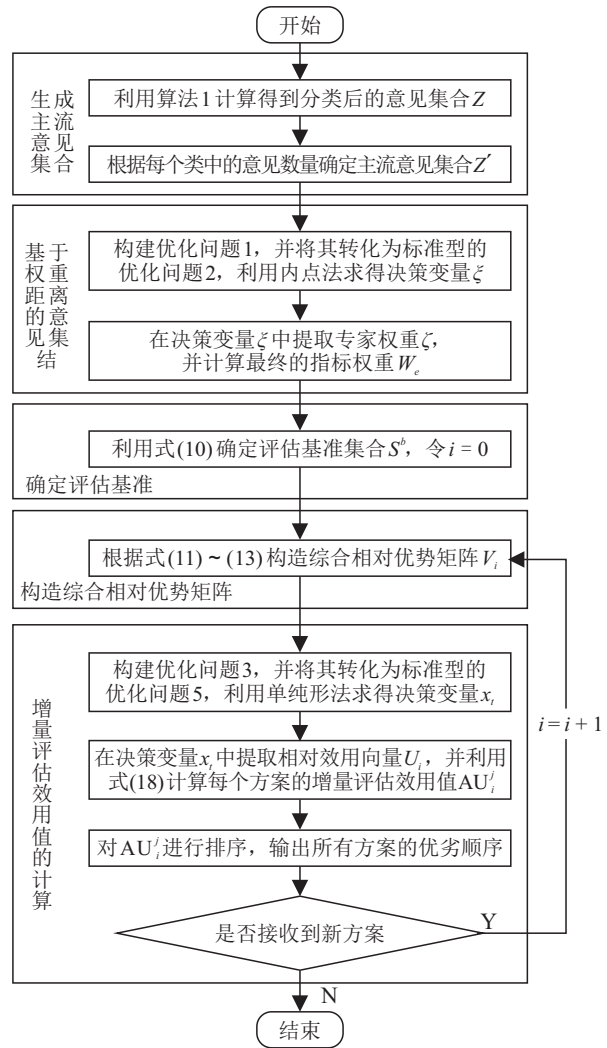 开始
生成
主流
意见
集合
利用算法1计算得到分类后的意见集合Z
根据每个类中的意见数量确定主流意见集合Z′
基于
权重
距离
的意
见集
结
构建优化问题1，并将其转化为标准型的
优化问题2，利用内点法求得决策变量ξ
在决策变量ξ中提取专家权重ζ,
并计算最终的指标权重W_e
利用式(10)确定评估基准集合S^b，令i = 0
确定评估基准
根据式(11) ~ (13)构造综合相对优势矩阵V_i
构造综合相对优势矩阵
增量评估效用值的计算
构建优化问题3，并将其转化为标准型的
优化问题5，利用单纯形法求得决策变量x_t
在决策变量x_t中提取相对效用向量U_i，并利用
式(18)计算每个方案的增量评估效用值AU_i^j
对AU_i^j进行排序，输出所有方案的优劣顺序
是否接收到新方案
Y
i = i + 1
N
结束